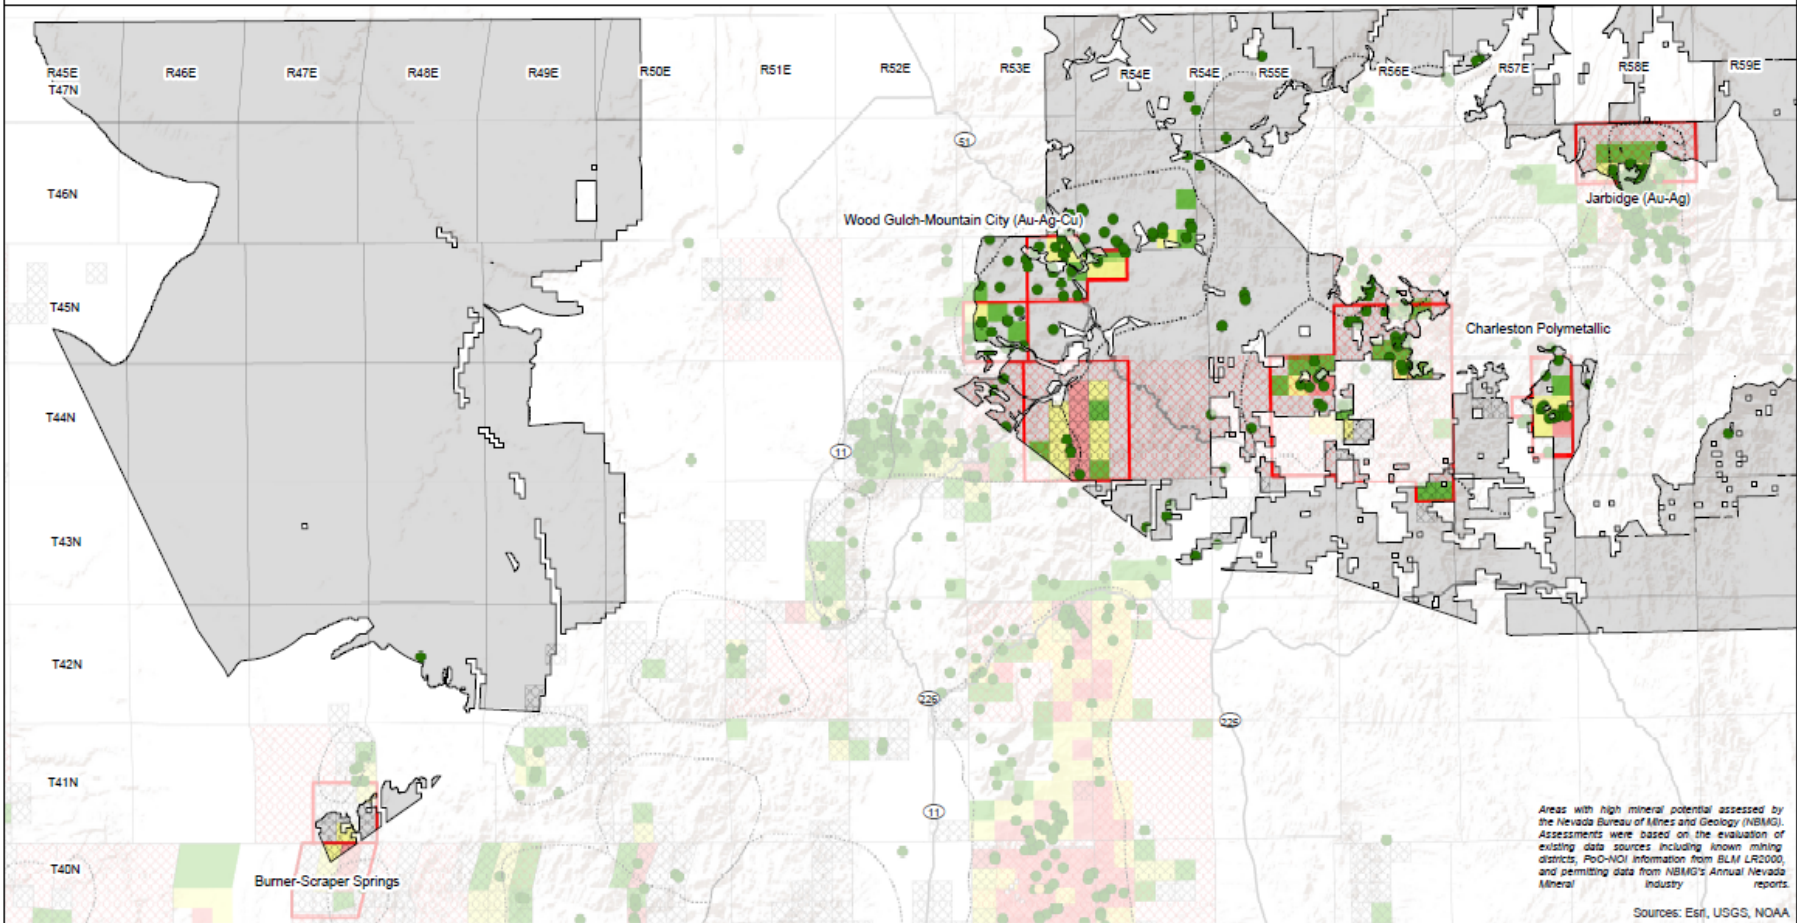 R45E R46E R47E R48E R49E R50E R51E R52E R53E R54E R54E R55E R56E R57E R58E R59E
T47N
51
T46N
Jarbidge (Au-Ag)
Wood Gulch-Mountain City (Au-Ag-Cu)
T45N
Charleston Polymetallic
T44N
11
T43N
T42N
226
225
T41N
11
T40N
Burner-Scraper Springs
Areas with high mineral potential assessed by
the Nevada Bureau of Mines and Geology (NBMG).
Assessments were based on the evaluation of
existing data sources including known mining
districts, PoO-NOI information from BLM LR2000,
and permitting data from NBMG's Annual Nevada
Mineral Industry reports.
Sources: Esri, USGS, NOAA